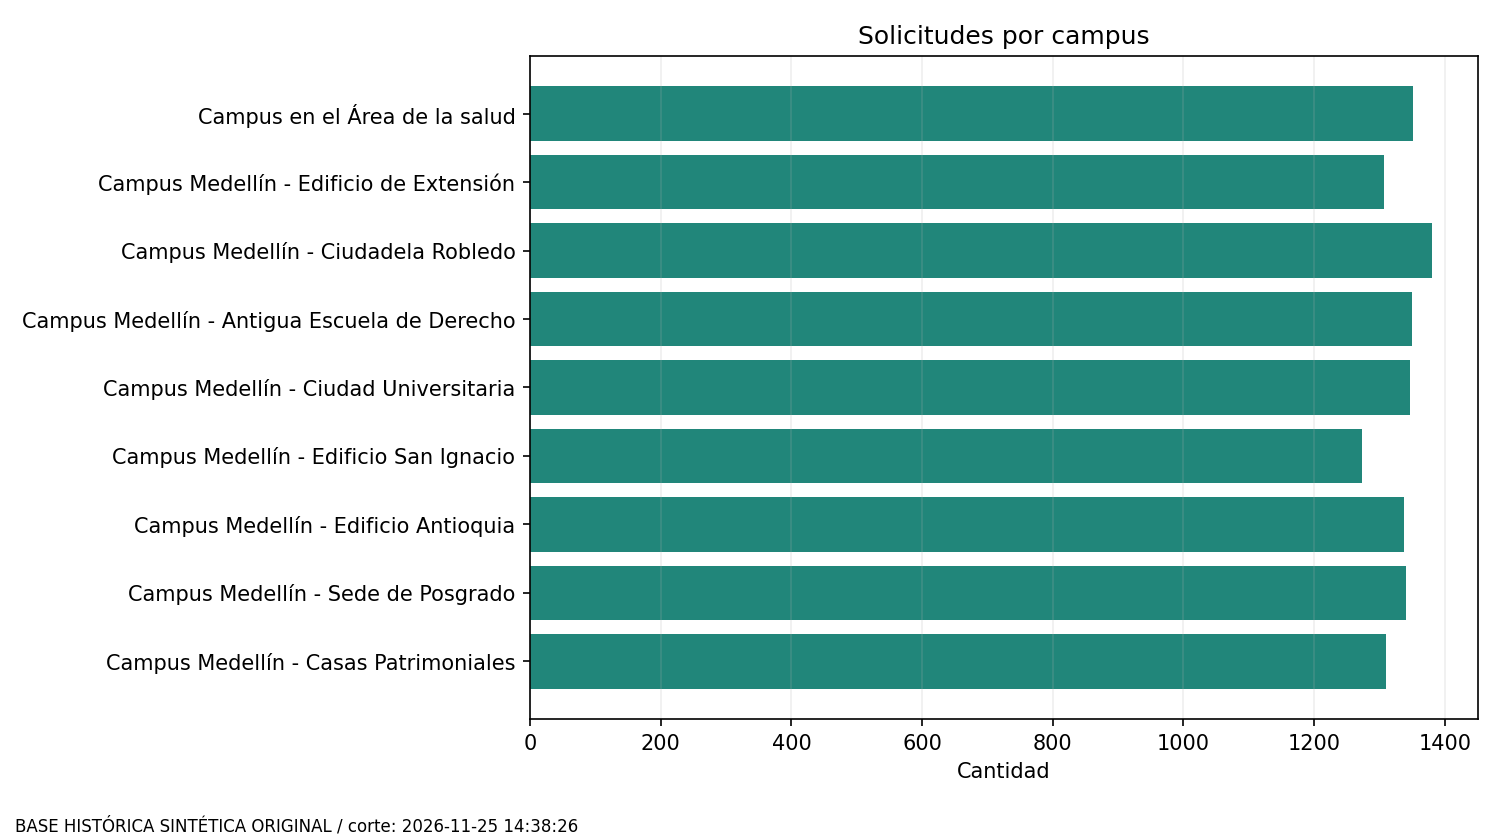 Solicitudes por campus
Campus en el Área de la salud
Campus Medellín - Edificio de Extensión
Campus Medellín - Ciudadela Robledo
Campus Medellín - Antigua Escuela de Derecho
Campus Medellín - Ciudad Universitaria
Campus Medellín - Edificio San Ignacio
Campus Medellín - Edificio Antioquia
Campus Medellín - Sede de Posgrado
Campus Medellín - Casas Patrimoniales
0 200 400 600 800 1000 1200 1400
Cantidad
BASE HISTÓRICA SINTÉTICA ORIGINAL / corte: 2026-11-25 14:38:26